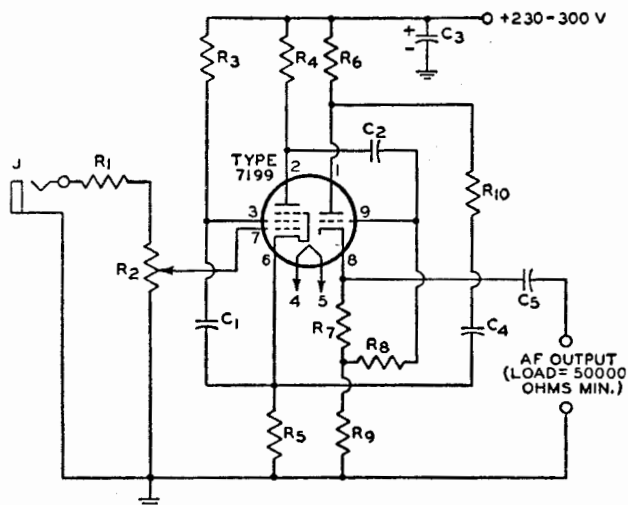 +230-300 V
C3
+
-
R3
R4
R6
C2
J
R1
TYPE
7199
2
1
R10
3
9
7
R2
6
8
4
5
C5
C1
R7
R8
C4
AF OUTPUT
(LOAD=50000
OHMS MIN.)
R5
R9